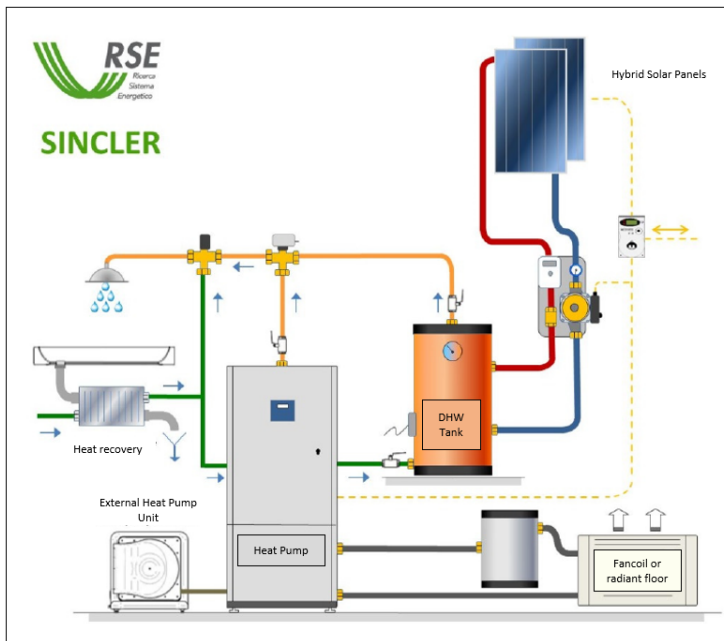 RSE
Ricerca
Sistema
Energetico
SINCLER
Hybrid Solar Panels
DHW
Tank
Heat recovery
External Heat Pump
Unit
Heat Pump
Fancoil or
radiant floor